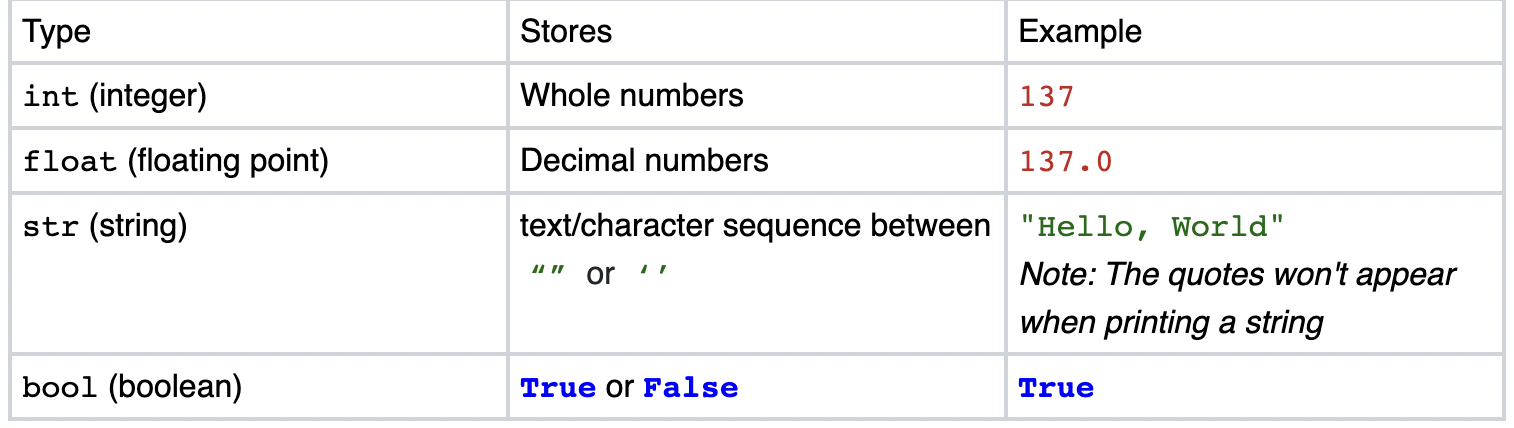 Type Stores Example
int (integer) Whole numbers 137
float (floating point) Decimal numbers 137.0
str (string) text/character sequence between "Hello, World"
“” or ‘’ Note: The quotes won't appear
when printing a string
bool (boolean) True or False True